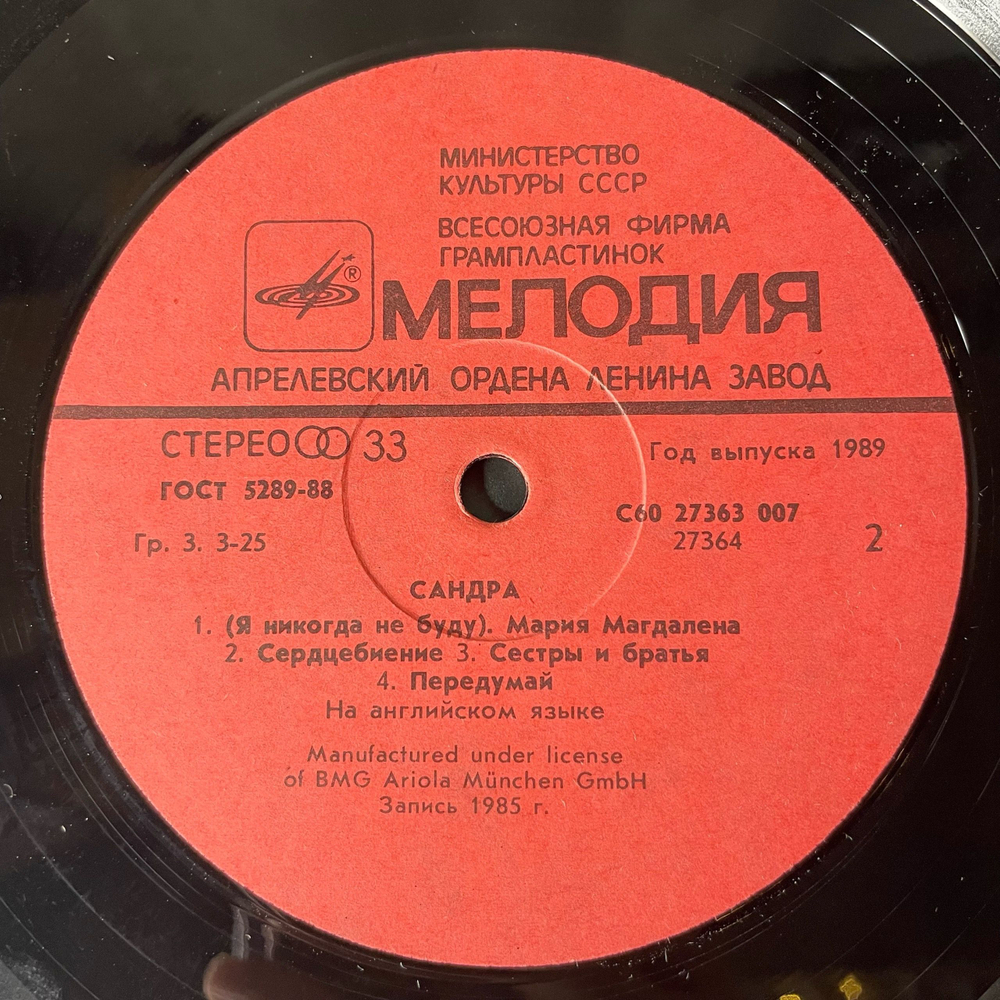 МИНИСТЕРСТВО
КУЛЬТУРЫ СССР
ВСЕСОЮЗНАЯ ФИРМА
ГРАМПЛАСТИНОК
®
МЕЛОДИЯ
АПРЕЛЕВСКИЙ ОРДЕНА ЛЕНИНА ЗАВОД
СТЕРЕО 33
Год выпуска 1989
ГОСТ 5289-88
С60 27363 007
Гр. 3. 3-25
27364
2
САНДРА
1. (Я никогда не буду). Мария Магдалена
2. Сердцебиение 3. Сестры и братья
4. Передумай
На английском языке
Manufactured under license
of BMG Ariola München GmbH
Запись 1985 г.